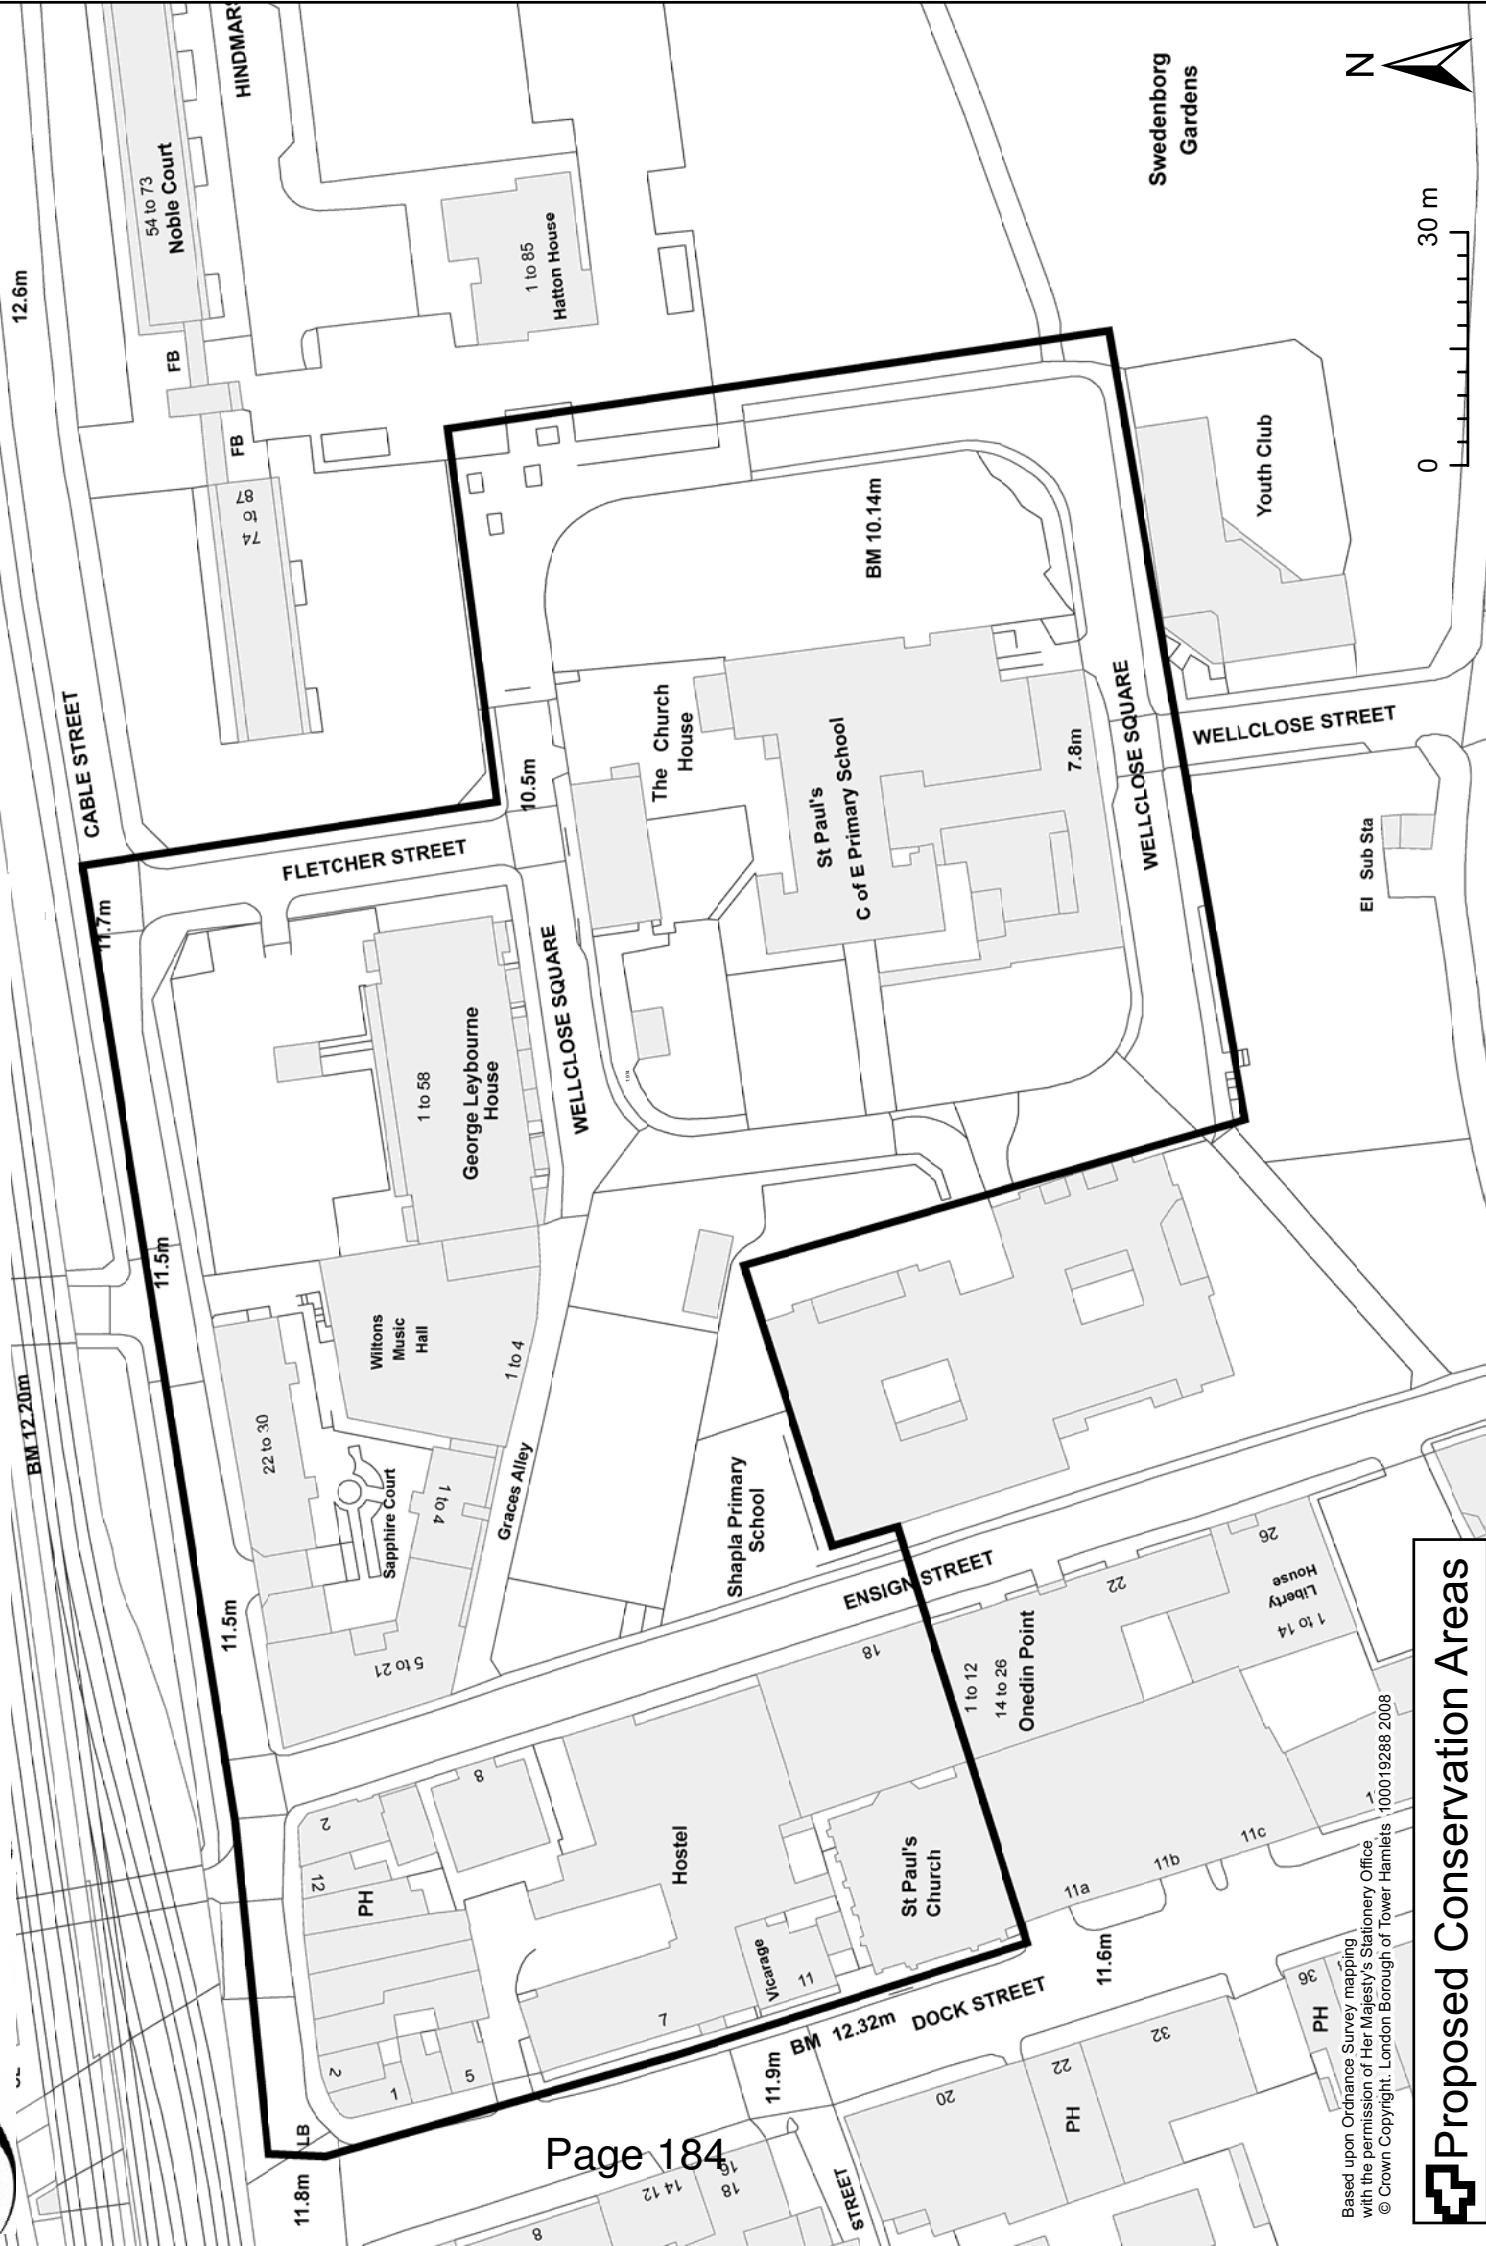 12.6m
54 to 73
Noble Court
HINDMARS
FB
FB
74
to
87
1 to 85
Hatton House
Swedenborg
Gardens
N
0
30 m
CABLE STREET
FLETCHER STREET
10.5m
11.7m
The Church
House
St Paul's
C of E Primary School
BM 10.14m
7.8m
WELLCLOSE SQUARE
WELLCLOSE STREET
Youth Club
El Sub Sta
WELLCLOSE SQUARE
1 to 58
George Leybourne
House
11.5m
BM 12.20m
Wiltons
Music
Hall
1 to 4
22 to 30
Sapphire Court
1 to 4
Graces Alley
Shapla Primary
School
ENSIGN STREET
11.5m
5 to 21
18
1 to 12
14 to 26
Onedin Point
22
26
Liberty
House
1 to 14
2
8
12
PH
Hostel
St Paul's
Church
Vicarage
11
7
2
1
5
11a
11b
11c
11.6m
BM 12.32m
DOCK STREET
11.9m
LB
11.8m
20
22
PH
32
36
PH
8
14 12
16
18
STREET
Page 184
Based upon Ordnance Survey mapping
with the permission of Her Majesty's Stationery Office
© Crown Copyright. London Borough of Tower Hamlets 100019288 2008
Proposed Conservation Areas